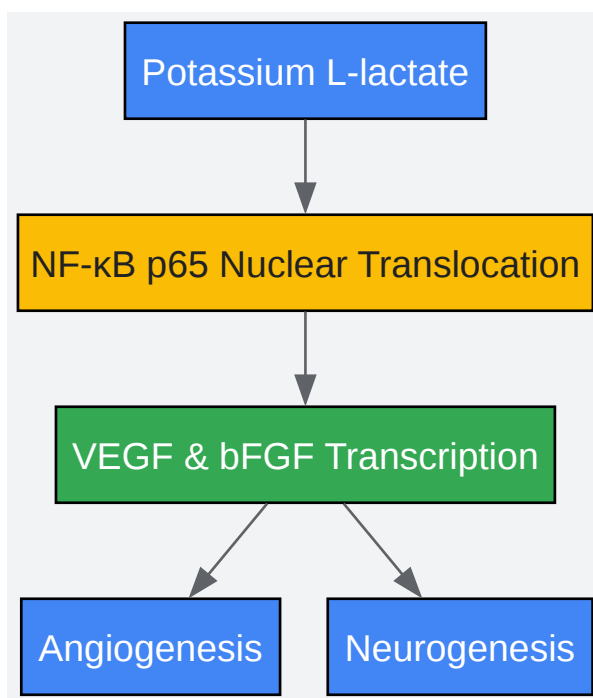 Potassium L-lactate
NF-κB p65 Nuclear Translocation
VEGF & bFGF Transcription
Angiogenesis
Neurogenesis